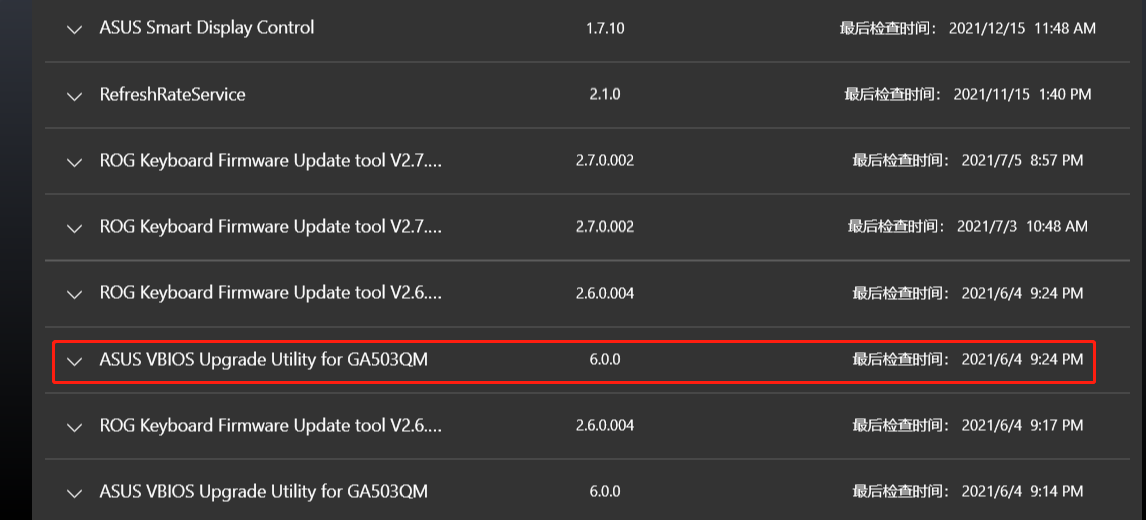 ASUS Smart Display Control 1.7.10 最后检查时间： 2021/12/15 11:48 AM
RefreshRateService 2.1.0 最后检查时间： 2021/11/15 1:40 PM
ROG Keyboard Firmware Update tool V2.7.... 2.7.0.002 最后检查时间： 2021/7/5 8:57 PM
ROG Keyboard Firmware Update tool V2.7.... 2.7.0.002 最后检查时间： 2021/7/3 10:48 AM
ROG Keyboard Firmware Update tool V2.6.... 2.6.0.004 最后检查时间： 2021/6/4 9:24 PM
ASUS VBIOS Upgrade Utility for GA503QM 6.0.0 最后检查时间： 2021/6/4 9:24 PM
ROG Keyboard Firmware Update tool V2.6.... 2.6.0.004 最后检查时间： 2021/6/4 9:17 PM
ASUS VBIOS Upgrade Utility for GA503QM 6.0.0 最后检查时间： 2021/6/4 9:14 PM